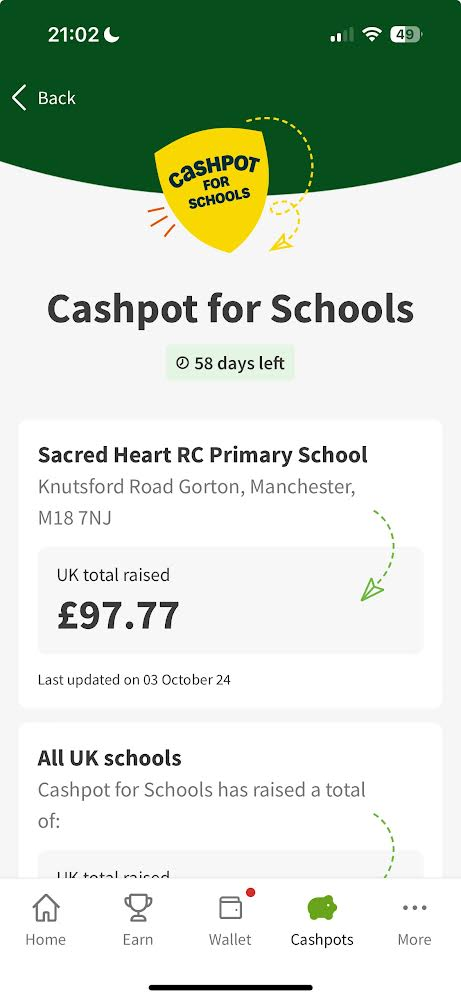 21:02
49
Back
CASHPOT
FOR
SCHOOLS
Cashpot for Schools
58 days left
Sacred Heart RC Primary School
Knutsford Road Gorton, Manchester,
M18 7NJ
UK total raised
£97.77
Last updated on 03 October 24
All UK schools
Cashpot for Schools has raised a total
of:
UK total raised
Home
Earn
Wallet
Cashpots
More